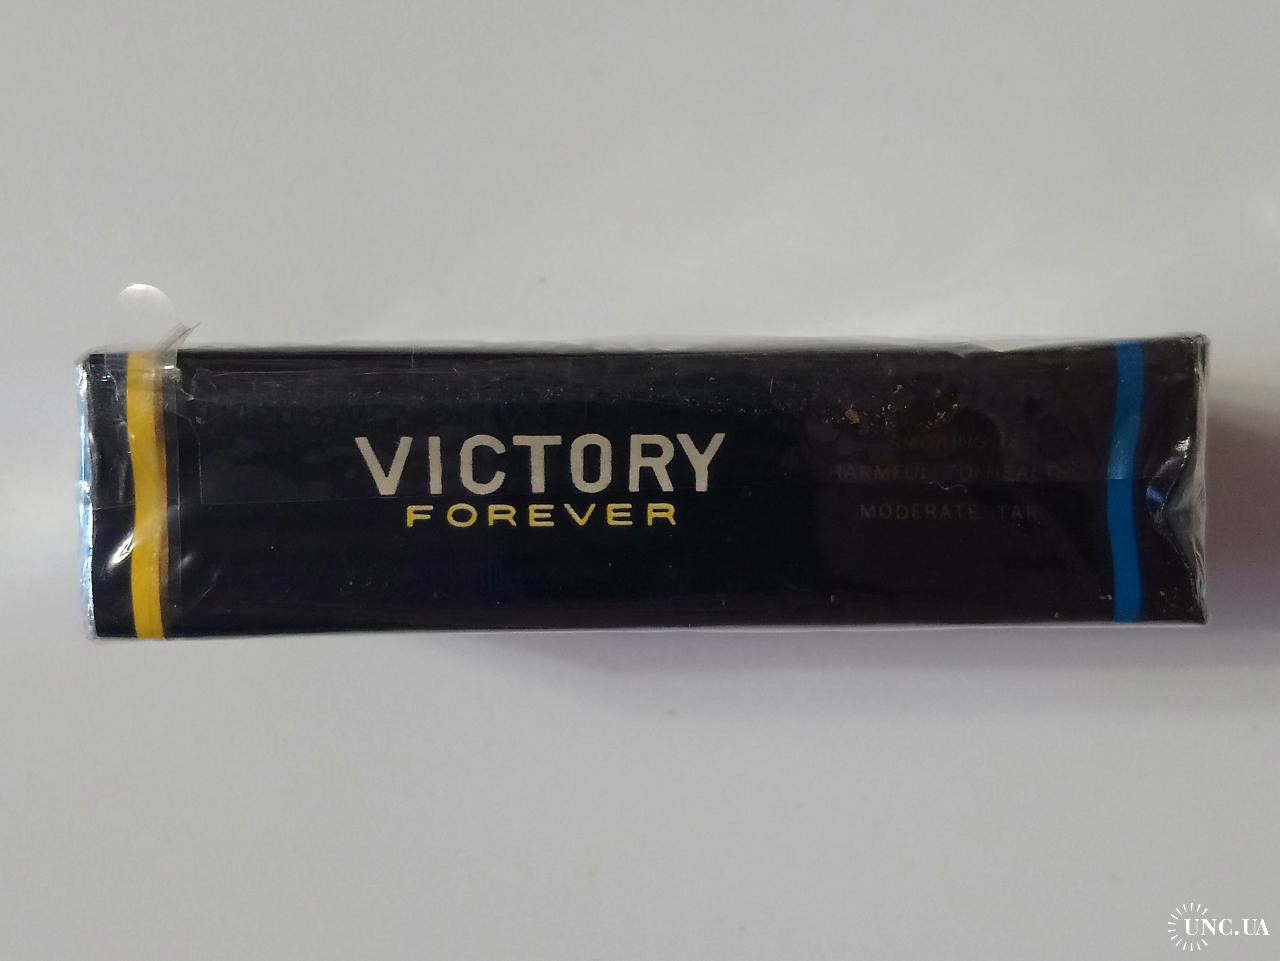 VICTORY
FOREVER
SMOKING IS
HARMFUL TO HEALTH
MODERATE TAR
UNC.UA